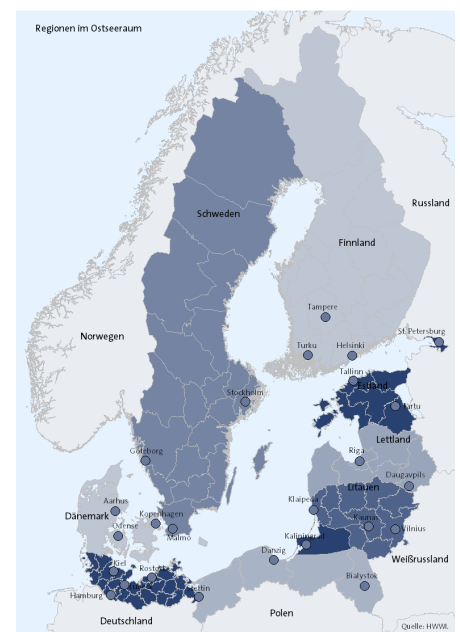 Regionen im Ostseeraum
Schweden
Russland
Finnland
Tampere
Norwegen
St.Petersburg
Turku
Helsinki
Tallinn
Estland
Stockholm
Tartu
Lettland
Göteborg
Riga
Daugavpils
Litauen
Aarhus
Klaipeda
Dänemark
Kopenhagen
Odense
Kaunas
Vilnius
Malmö
Kaliningrad
Danzig
Weißrussland
Kiel
Rostock
Bialystok
Stettin
Hamburg
Polen
Deutschland
Quelle: HWWI.